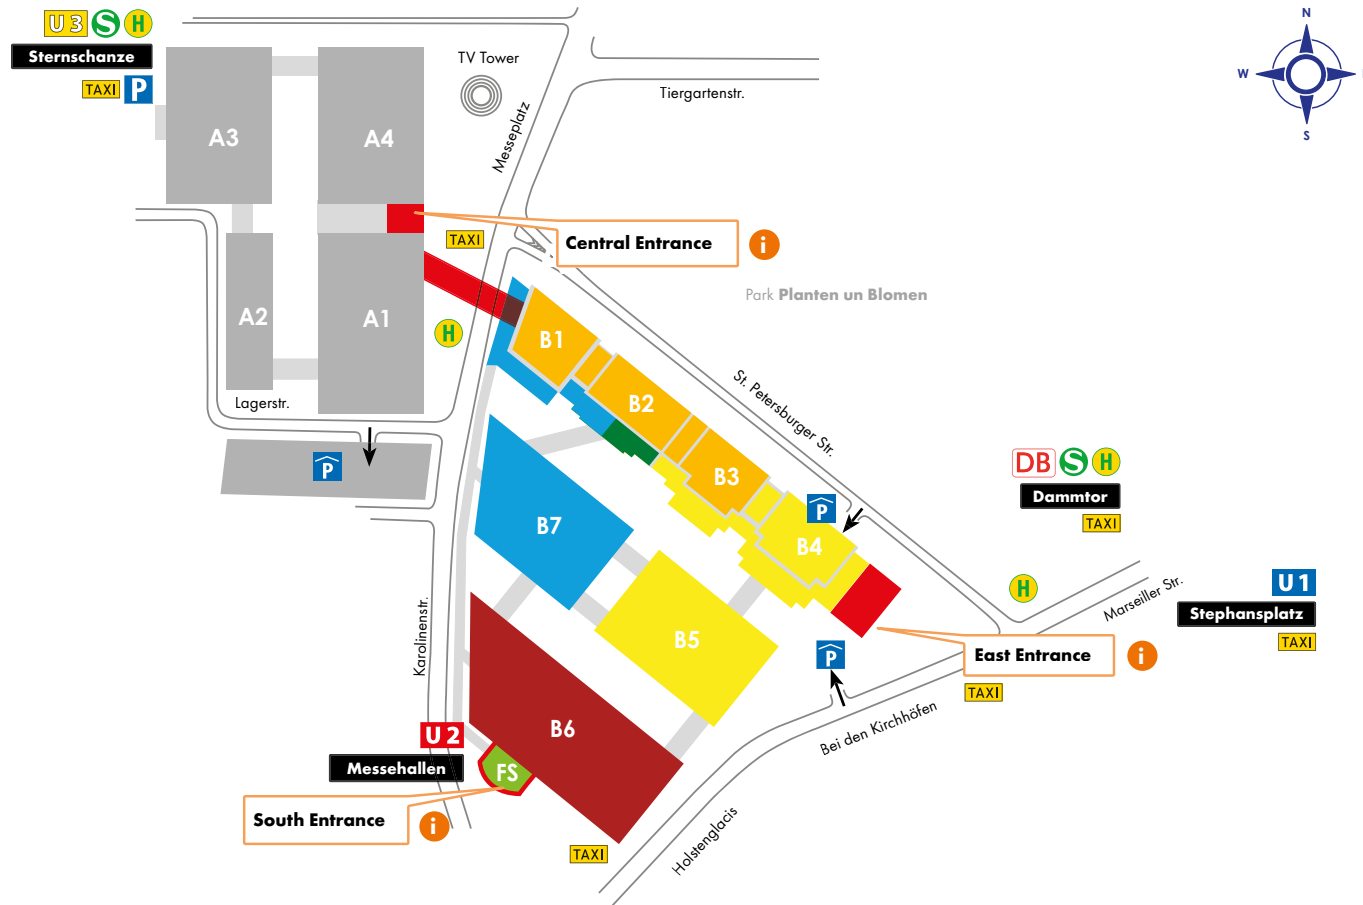 U3 S H
Sternschanze
TAXI P
TV Tower
Messeplatz
Tiergartenstr.
N
W
S
A3
A4
TAXI
Central Entrance
i
Park Planten un Blomen
A2
A1
H
B1
B2
B3
B4
St. Petersburger Str.
Lagerstr.
P
P
DB S H
Dammtor
TAXI
B7
B5
H
Marseiller Str.
U1
Stephansplatz
TAXI
Karolinenstr.
P
East Entrance
i
TAXI
Bei den Kirchhöfen
B6
U2
Messehallen
FS
South Entrance
i
TAXI
Holstenglacis